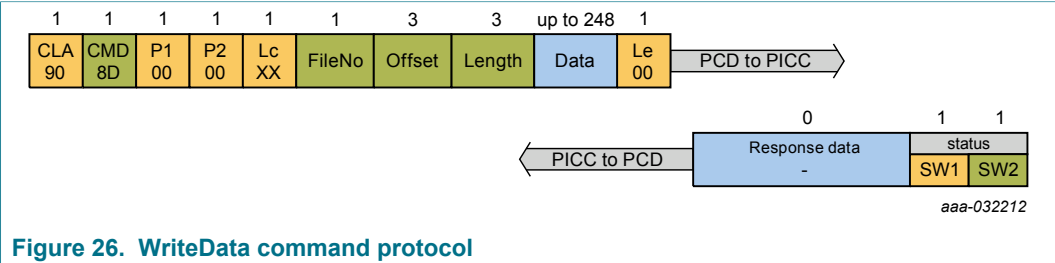 1 1 1 1 1 1 3 3 up to 248 1
CLA CMD P1 P2 Lc FileNo Offset Length Data Le PCD to PICC
90 8D 00 00 XX 00
0 1 1
PICC to PCD Response data status
- SW1 SW2
aaa-032212
Figure 26. WriteData command protocol